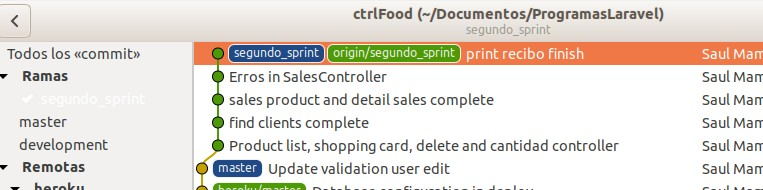 ctrlFood (~/Documentos/ProgramasLaravel)
segundo_sprint
Todos los «commit»
Ramas
segundo_sprint
master
development
Remotas
heroku
segundo_sprint origin/segundo_sprint print recibo finish Saul Mam
Erros in SalesController Saul Mam
sales product and detail sales complete Saul Mam
find clients complete Saul Mam
Product list, shopping card, delete and cantidad controller Saul Mam
master Update validation user edit Saul Mam
heroku/master Database configuration in deploy Saul Mam